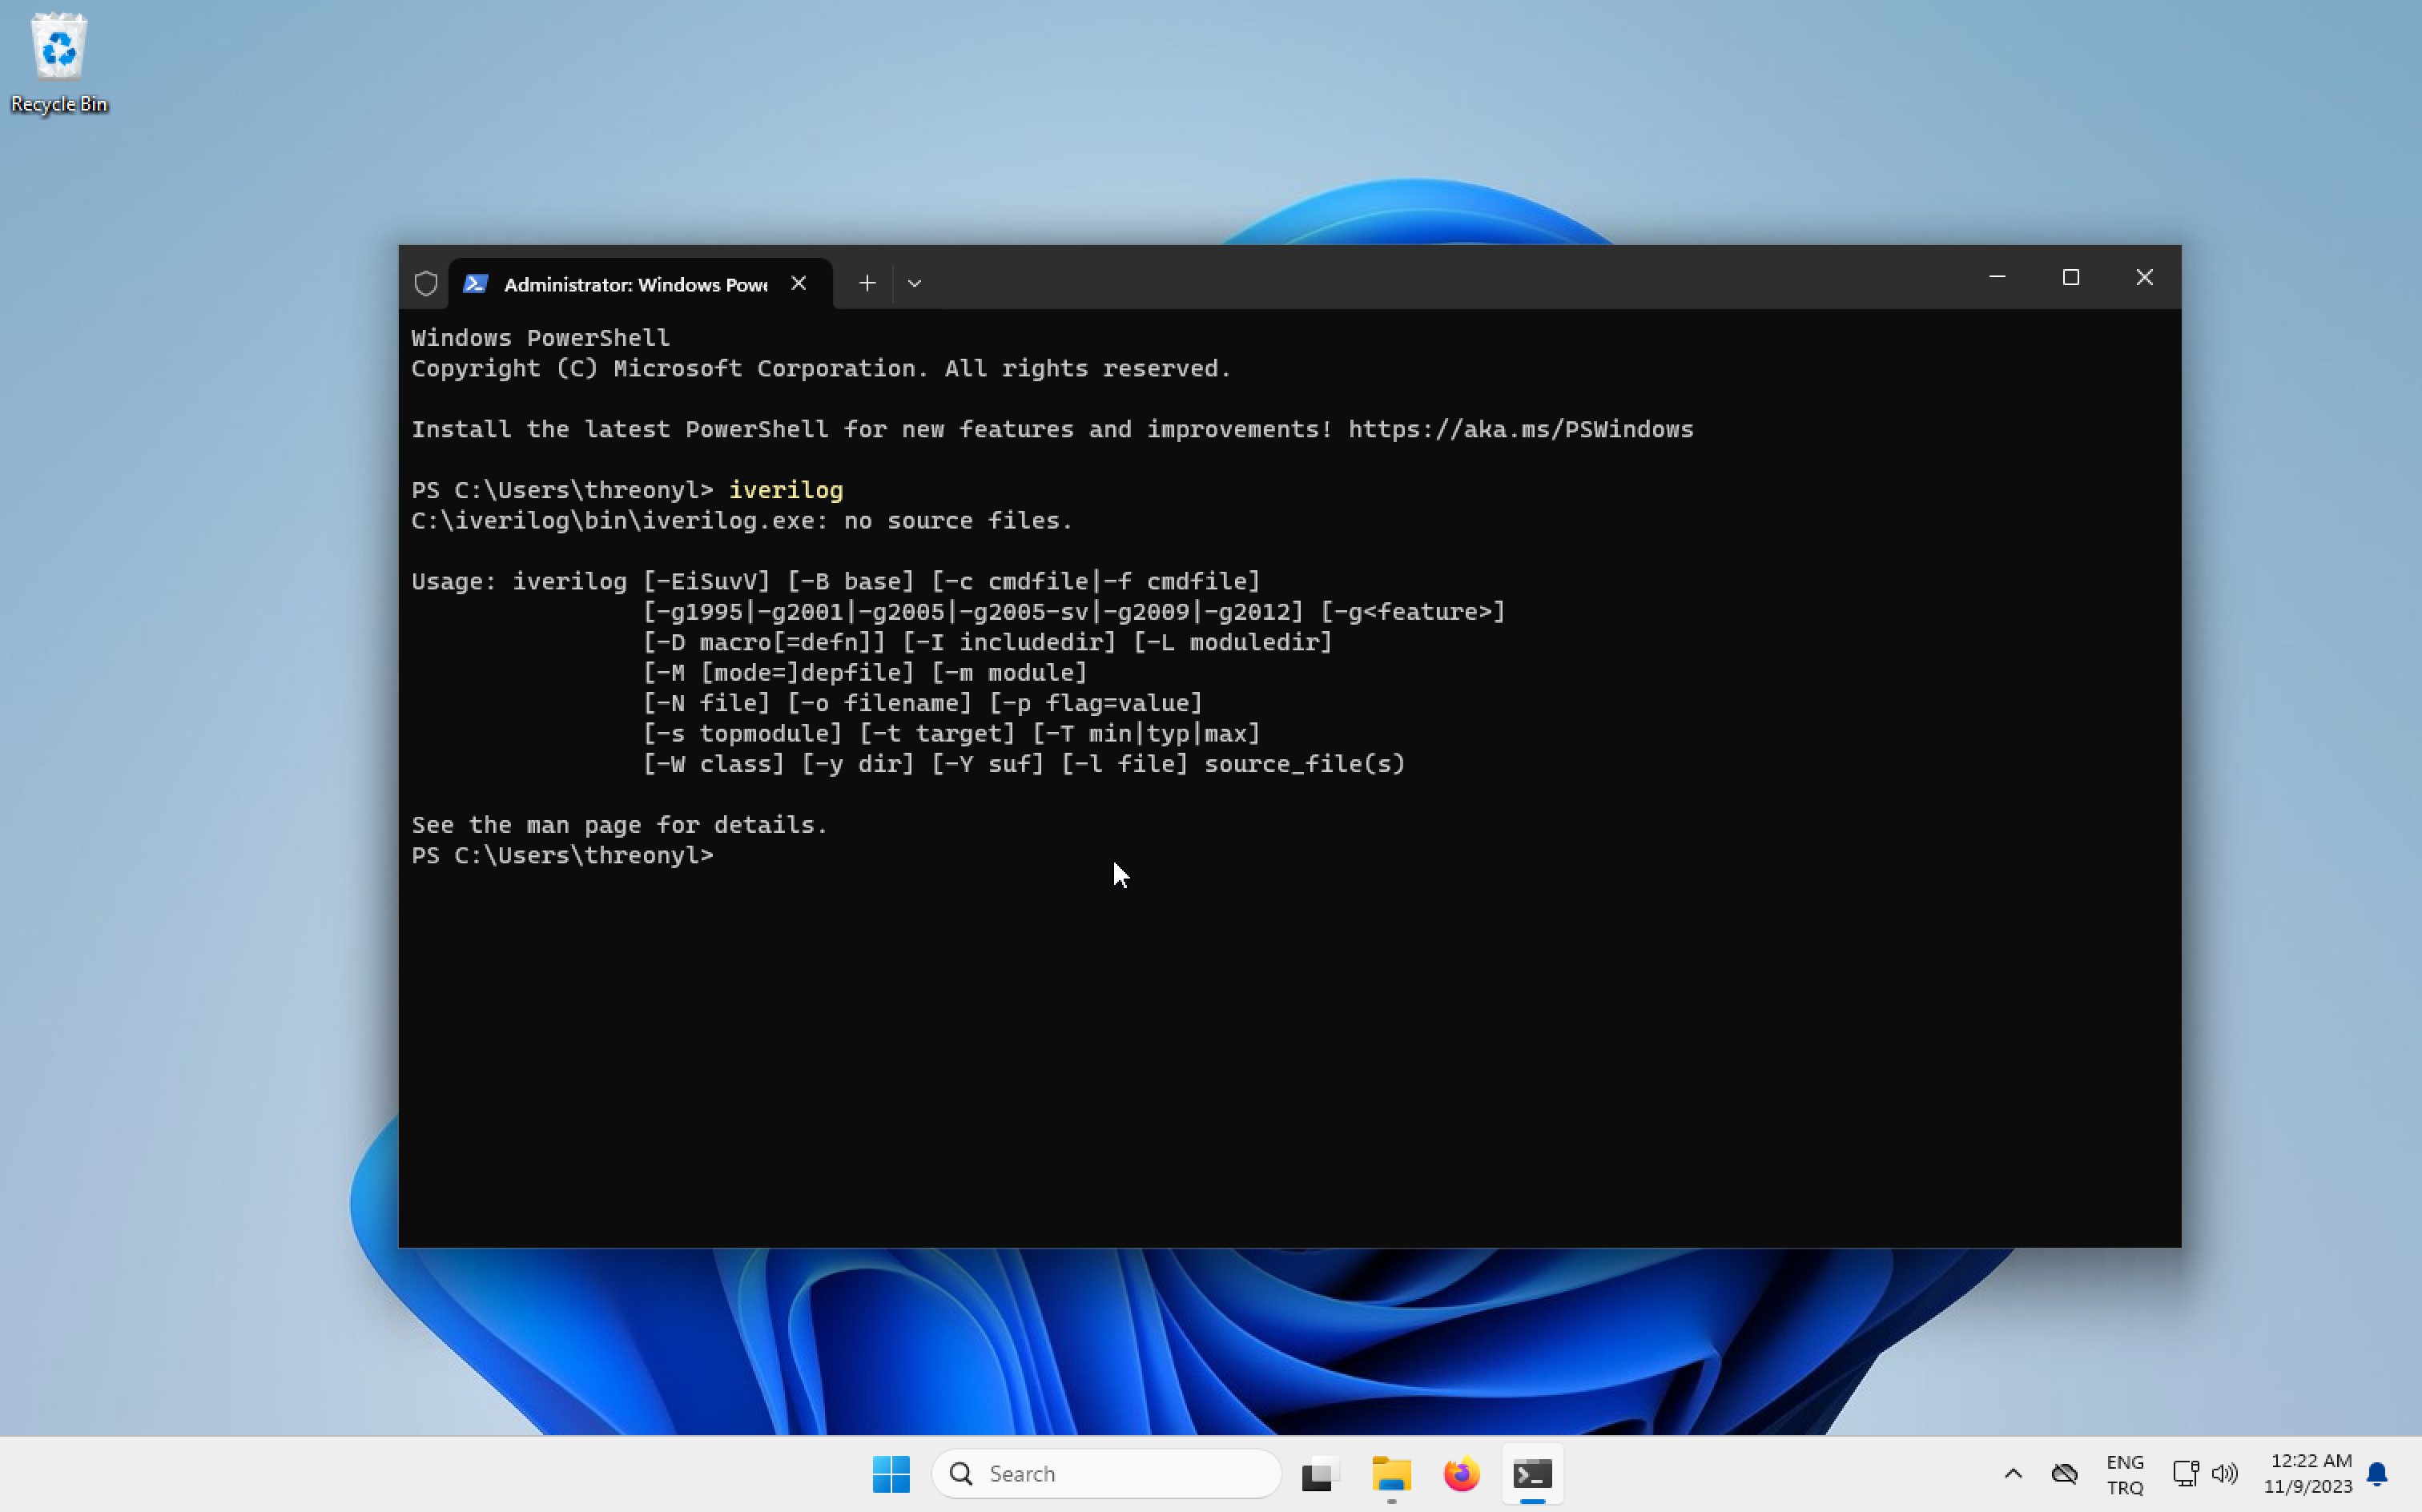 Recycle Bin
Administrator: Windows Powe
Windows PowerShell
Copyright (C) Microsoft Corporation. All rights reserved.
Install the latest PowerShell for new features and improvements! https://aka.ms/PSWindows
PS C:\Users\threonyl> iverilog
C:\iverilog\bin\iverilog.exe: no source files.
Usage: iverilog [-EiSuvV] [-B base] [-c cmdfile|-f cmdfile]
[-g1995|-g2001|-g2005|-g2005-sv|-g2009|-g2012] [-g<feature>]
[-D macro[=defn]] [-I includedir] [-L moduledir]
[-M [mode=]depfile] [-m module]
[-N file] [-o filename] [-p flag=value]
[-s topmodule] [-t target] [-T min|typ|max]
[-W class] [-y dir] [-Y suf] [-l file] source_file(s)
See the man page for details.
PS C:\Users\threonyl>
Search
ENG
TRQ
12:22 AM
11/9/2023